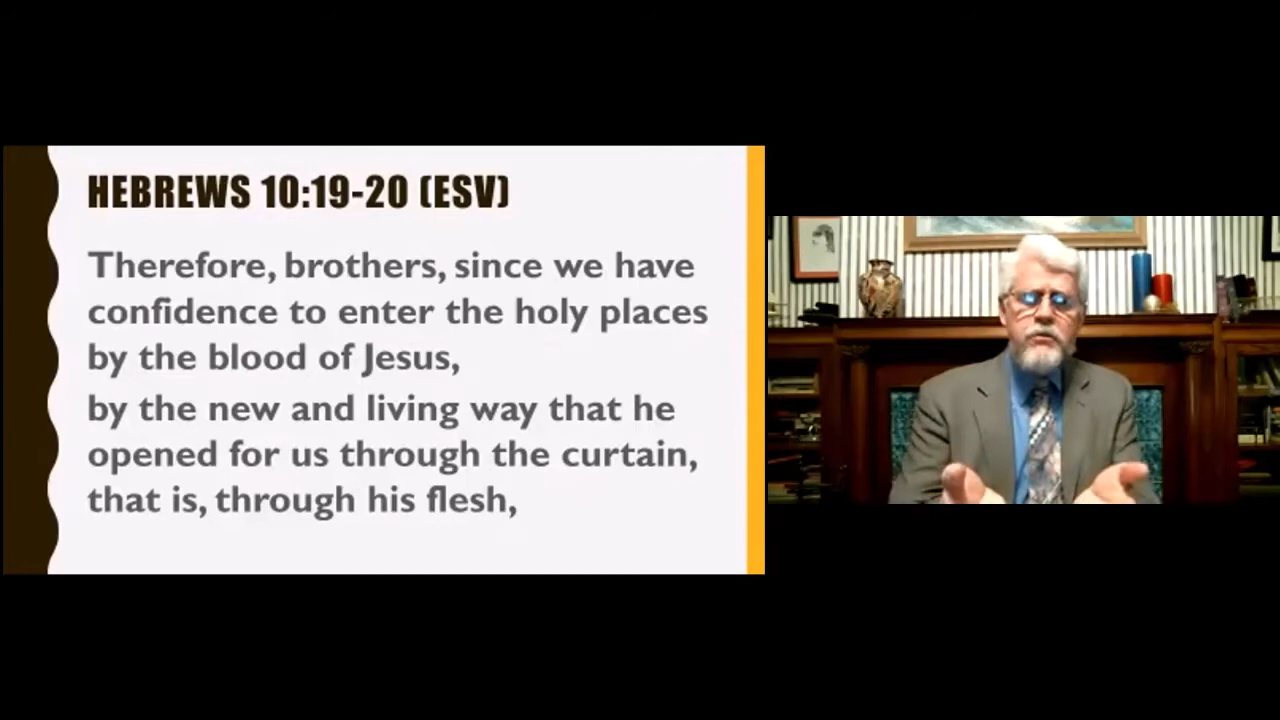 HEBREWS 10:19-20 (ESV)
Therefore, brothers, since we have
confidence to enter the holy places
by the blood of Jesus,
by the new and living way that he
opened for us through the curtain,
that is, through his flesh,